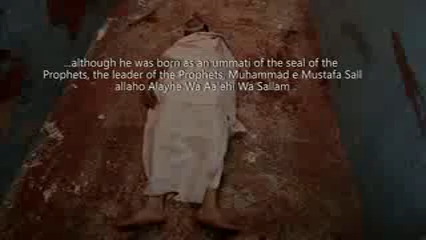 ...although he was born as an ummati of the seal of the
Prophets, the leader of the Prophets, Muhammad e Mustafa Sall
allaho Alayhe Wa Aa'ehi Wa Sallam .